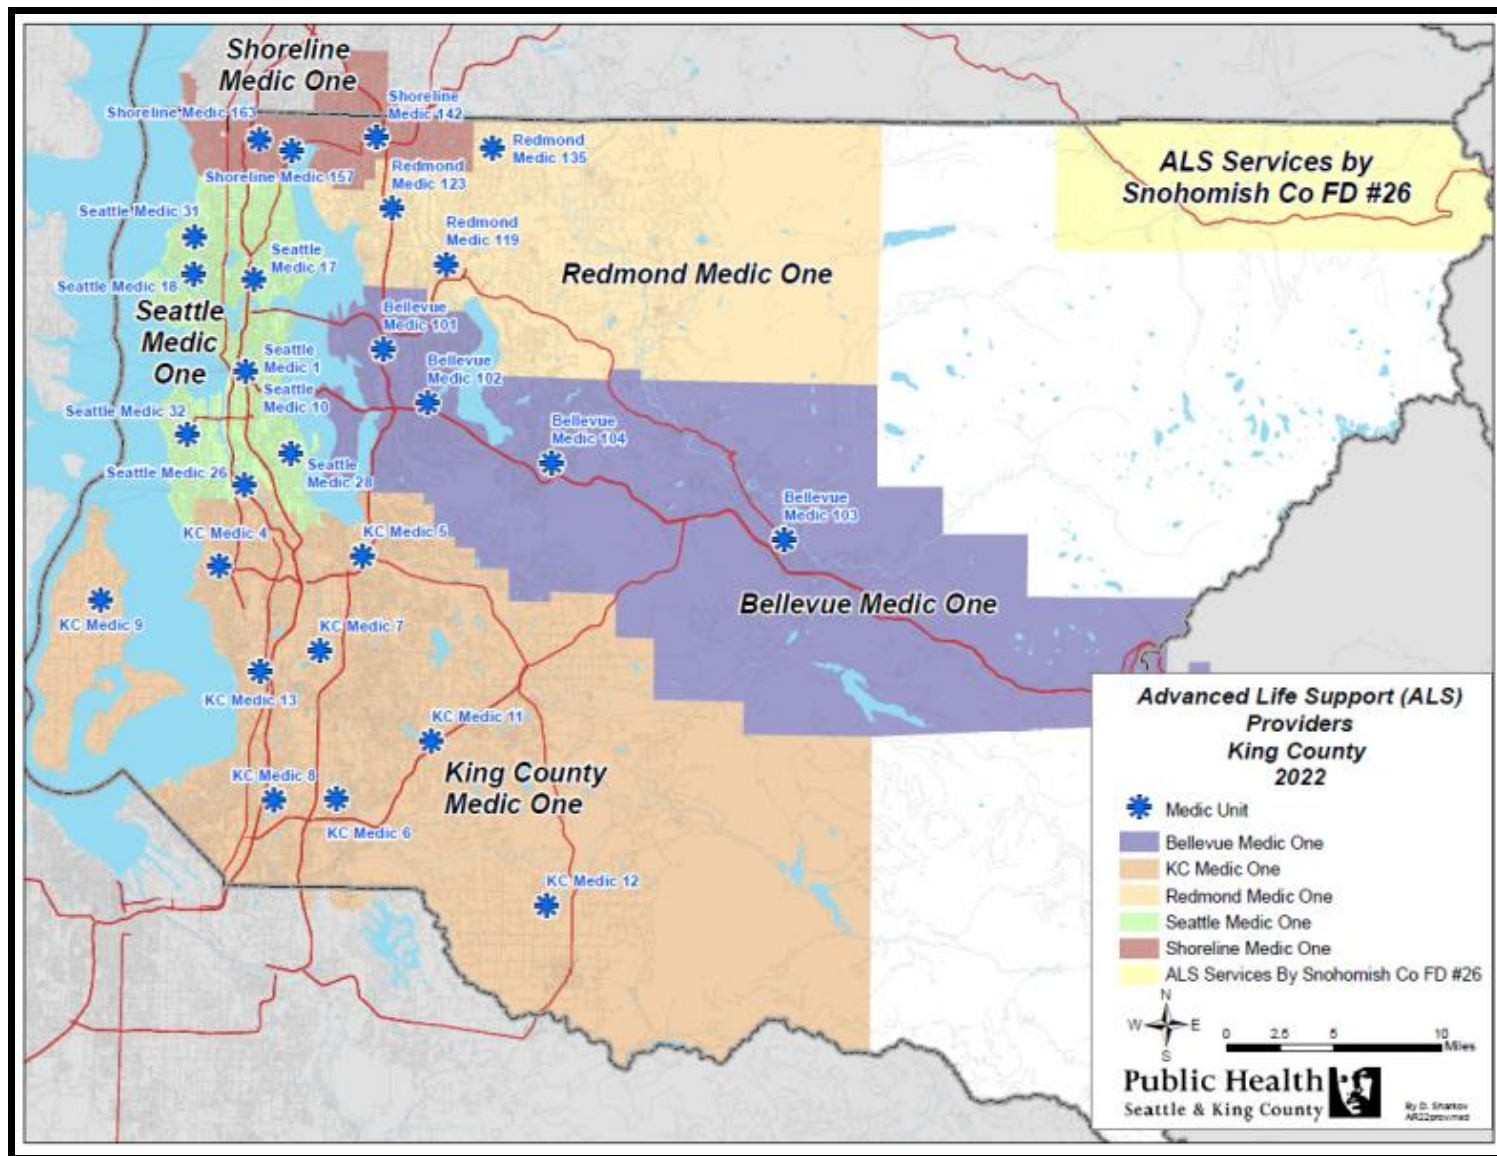 Shoreline
Medic One
Shoreline Medic 163
Shoreline
Medic 142
Redmond
Medic 135
Shoreline Medic 157
Redmond
Medic 123
ALS Services by
Snohomish Co FD #26
Seattle Medic 31
Redmond
Medic 119
Seattle
Medic 17
Seattle Medic 18
Redmond Medic One
Seattle
Medic
One
Bellevue
Medic 101
Seattle
Medic 1
Bellevue
Medic 102
Seattle
Medic 10
Seattle Medic 32
Bellevue
Medic 104
Seattle Medic 26
Seattle
Medic 28
Bellevue
Medic 103
KC Medic 4
KC Medic 5
Bellevue Medic One
KC Medic 9
KC Medic 7
KC Medic 13
KC Medic 11
King County
Medic One
KC Medic 8
KC Medic 6
KC Medic 12
Advanced Life Support (ALS)
Providers
King County
2022
Medic Unit
Bellevue Medic One
KC Medic One
Redmond Medic One
Seattle Medic One
Shoreline Medic One
ALS Services By Snohomish Co FD #26
N
W E
S
0 2.5 5 10
Miles
Public Health
Seattle & King County
By D. Sharkov
AR22prov.mxd